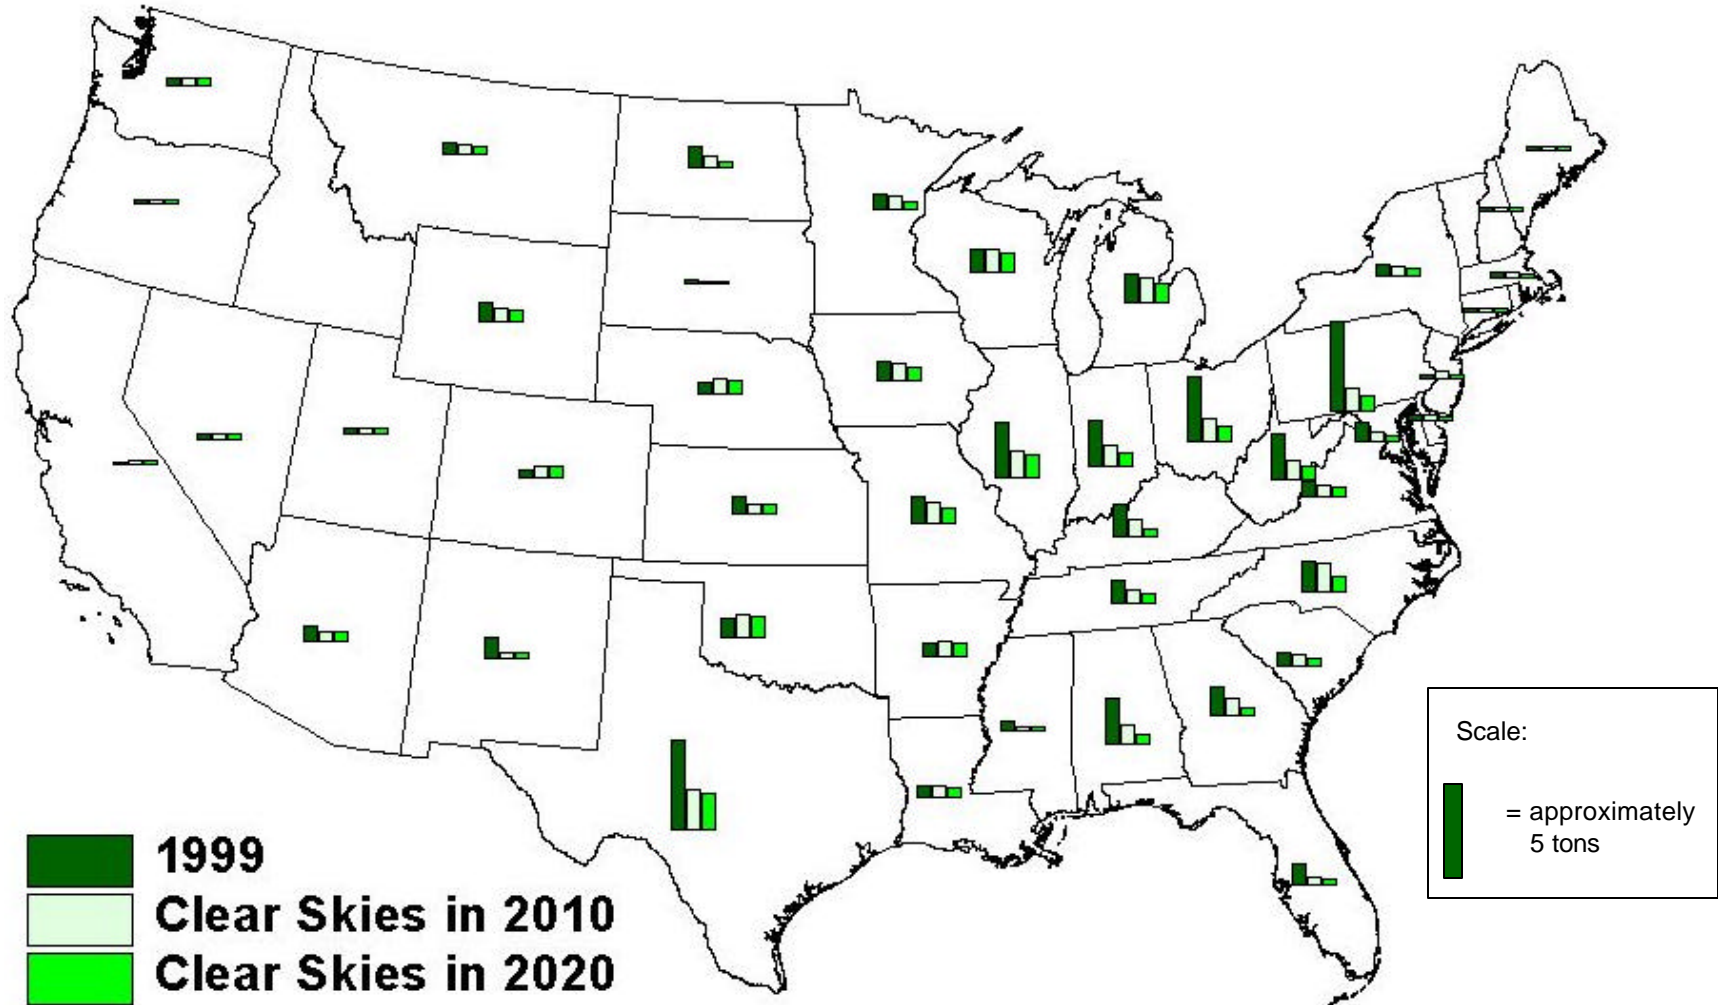 Scale:
= approximately
5 tons
1999
Clear Skies in 2010
Clear Skies in 2020